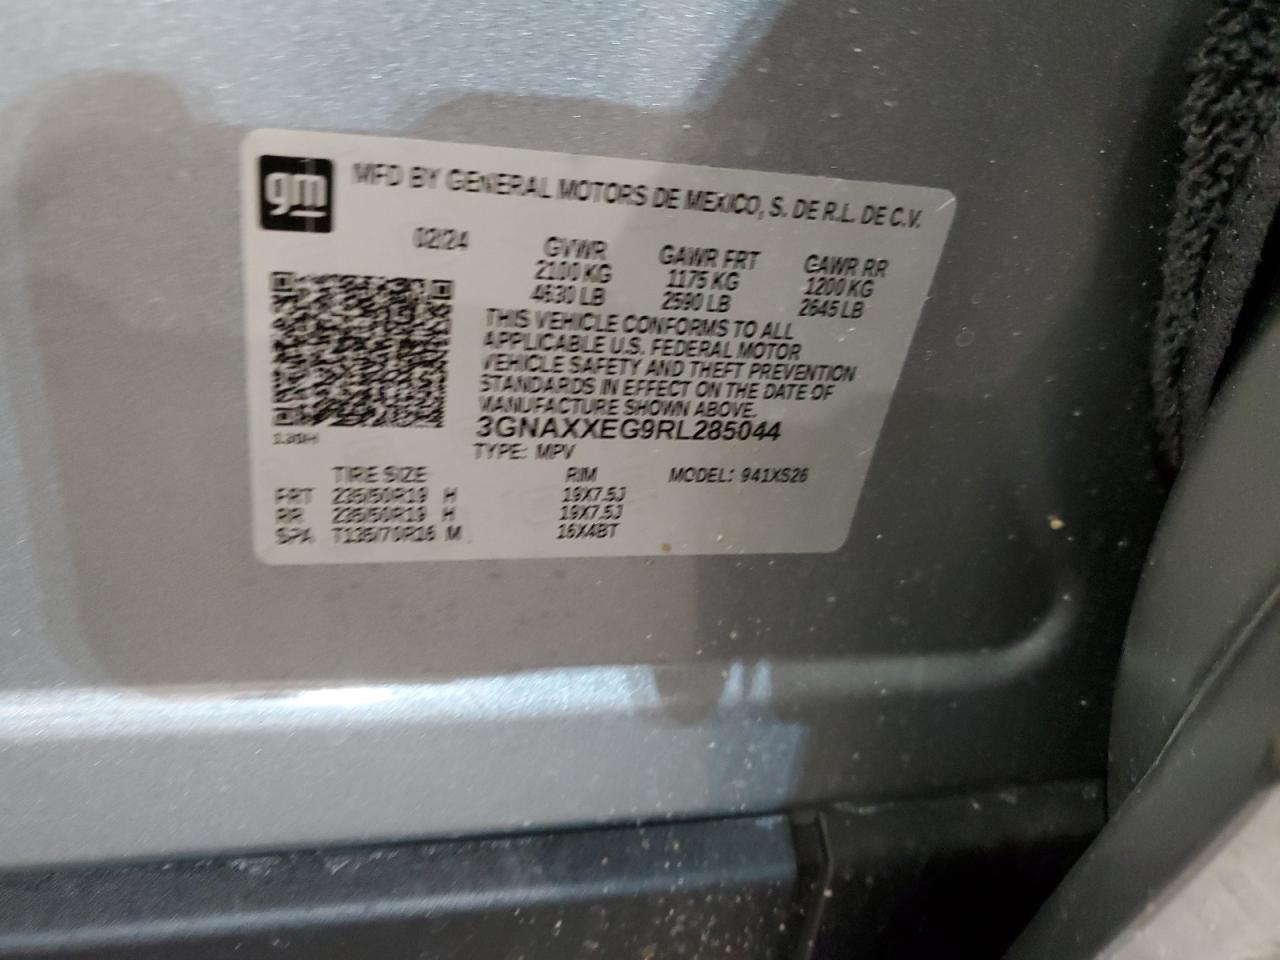 gm
MFD BY GENERAL MOTORS DE MEXICO, S. DE R.L. DE C.V.
02/24 GVWR GAWR FRT GAWR RR
2100 KG 1175 KG 1200 KG
4630 LB 2590 LB 2645 LB
THIS VEHICLE CONFORMS TO ALL
APPLICABLE U.S. FEDERAL MOTOR
VEHICLE SAFETY AND THEFT PREVENTION
STANDARDS IN EFFECT ON THE DATE OF
MANUFACTURE SHOWN ABOVE.
3GNAXXEG9RL285044
TYPE: MPV
TIRE SIZE RIM MODEL: 941XS26
FRT 235/50R19 H 19X7.5J
RR 235/50R19 H 19X7.5J
SPA T135/70R16 M 16X4BT